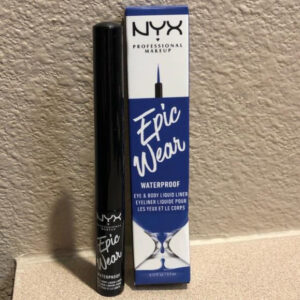 NYX
PROFESSIONAL
MAKEUP
Epic
Wear
WATERPROOF
EYE & BODY LIQUID LINER
EYELINER LIQUIDE POUR
LES YEUX ET LE CORPS
NYX
Epic
Wear
WATERPROOF